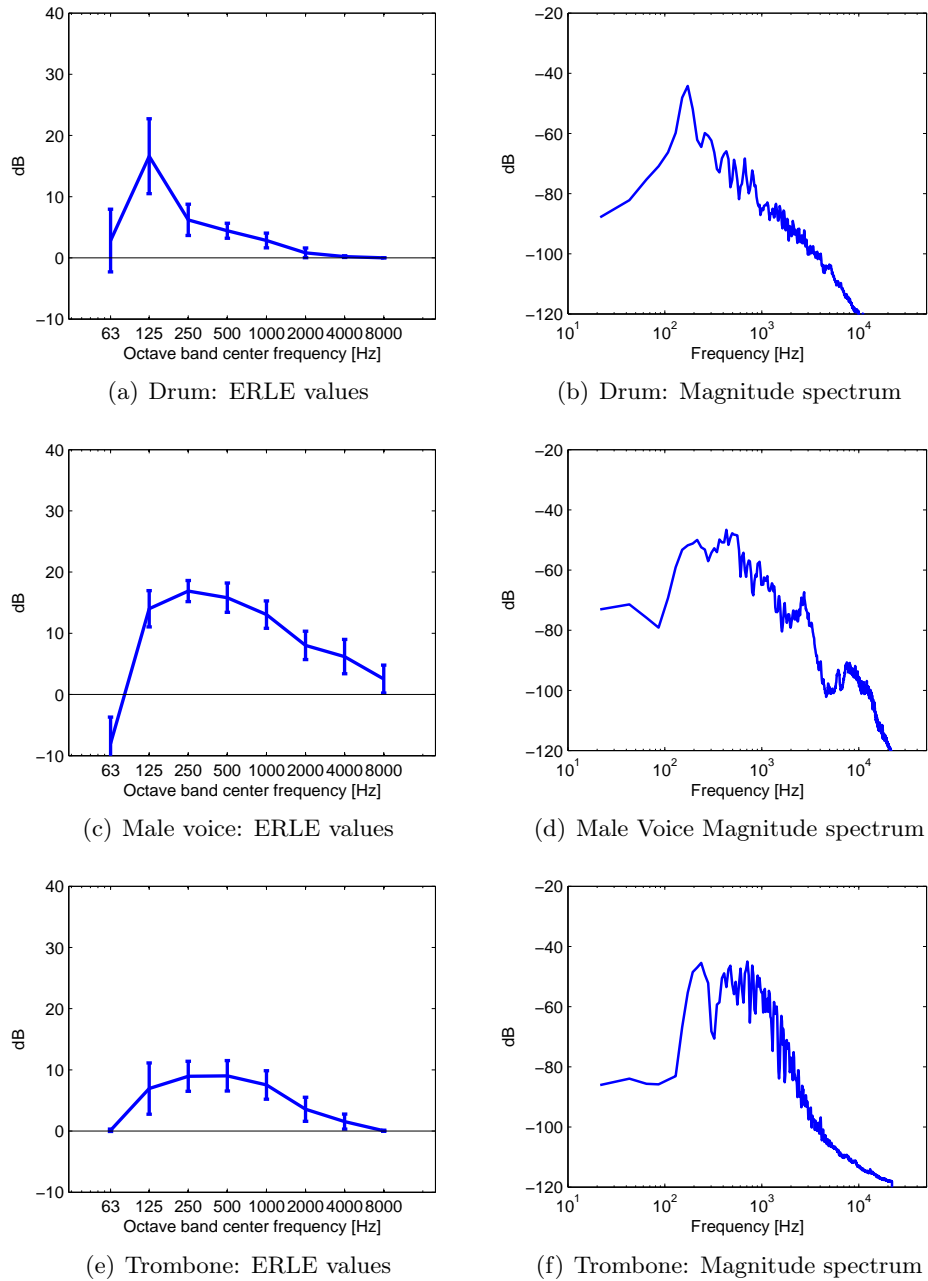 40
30
20
10
0
−10
dB
63 125 250 500 1000 2000 4000 8000
Octave band center frequency [Hz]
(a) Drum: ERLE values
−20
−40
−60
−80
−100
−120
dB
10^1 10^2 10^3 10^4
Frequency [Hz]
(b) Drum: Magnitude spectrum
40
30
20
10
0
−10
dB
63 125 250 500 1000 2000 4000 8000
Octave band center frequency [Hz]
(c) Male voice: ERLE values
−20
−40
−60
−80
−100
−120
dB
10^1 10^2 10^3 10^4
Frequency [Hz]
(d) Male Voice Magnitude spectrum
40
30
20
10
0
−10
dB
63 125 250 500 1000 2000 4000 8000
Octave band center frequency [Hz]
(e) Trombone: ERLE values
−20
−40
−60
−80
−100
−120
dB
10^1 10^2 10^3 10^4
Frequency [Hz]
(f) Trombone: Magnitude spectrum